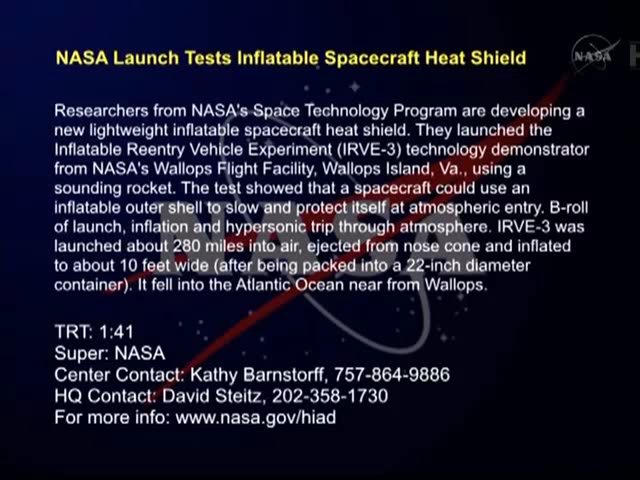 NASA Launch Tests Inflatable Spacecraft Heat Shield
NASA
H
Researchers from NASA's Space Technology Program are developing a
new lightweight inflatable spacecraft heat shield. They launched the
Inflatable Reentry Vehicle Experiment (IRVE-3) technology demonstrator
from NASA's Wallops Flight Facility, Wallops Island, Va., using a
sounding rocket. The test showed that a spacecraft could use an
inflatable outer shell to slow and protect itself at atmospheric entry. B-roll
of launch, inflation and hypersonic trip through atmosphere. IRVE-3 was
launched about 280 miles into air, ejected from nose cone and inflated
to about 10 feet wide (after being packed into a 22-inch diameter
container). It fell into the Atlantic Ocean near from Wallops.
NASA
TRT: 1:41
Super: NASA
Center Contact: Kathy Barnstorff, 757-864-9886
HQ Contact: David Steitz, 202-358-1730
For more info: www.nasa.gov/hiad